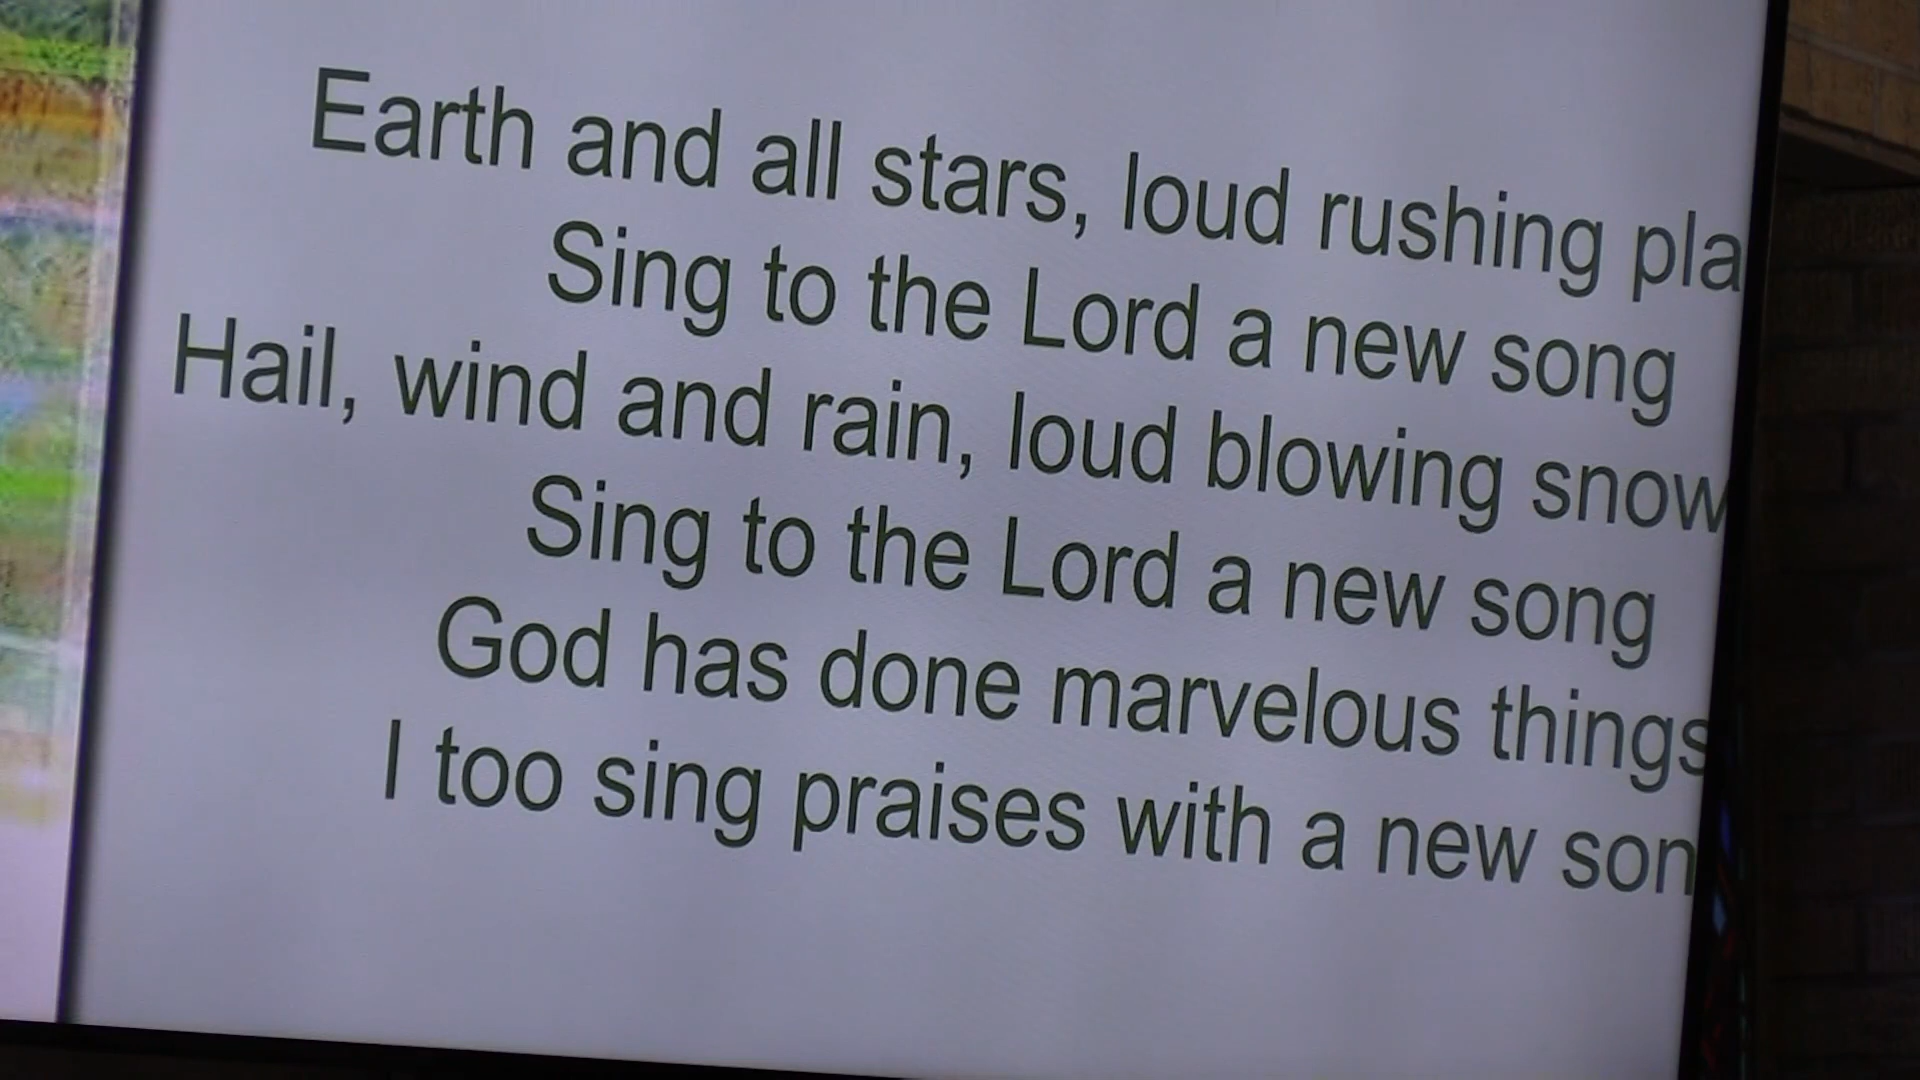 Earth and all stars, loud rushing pla
Sing to the Lord a new song
Hail, wind and rain, loud blowing snow
Sing to the Lord a new song
God has done marvelous things
I too sing praises with a new son